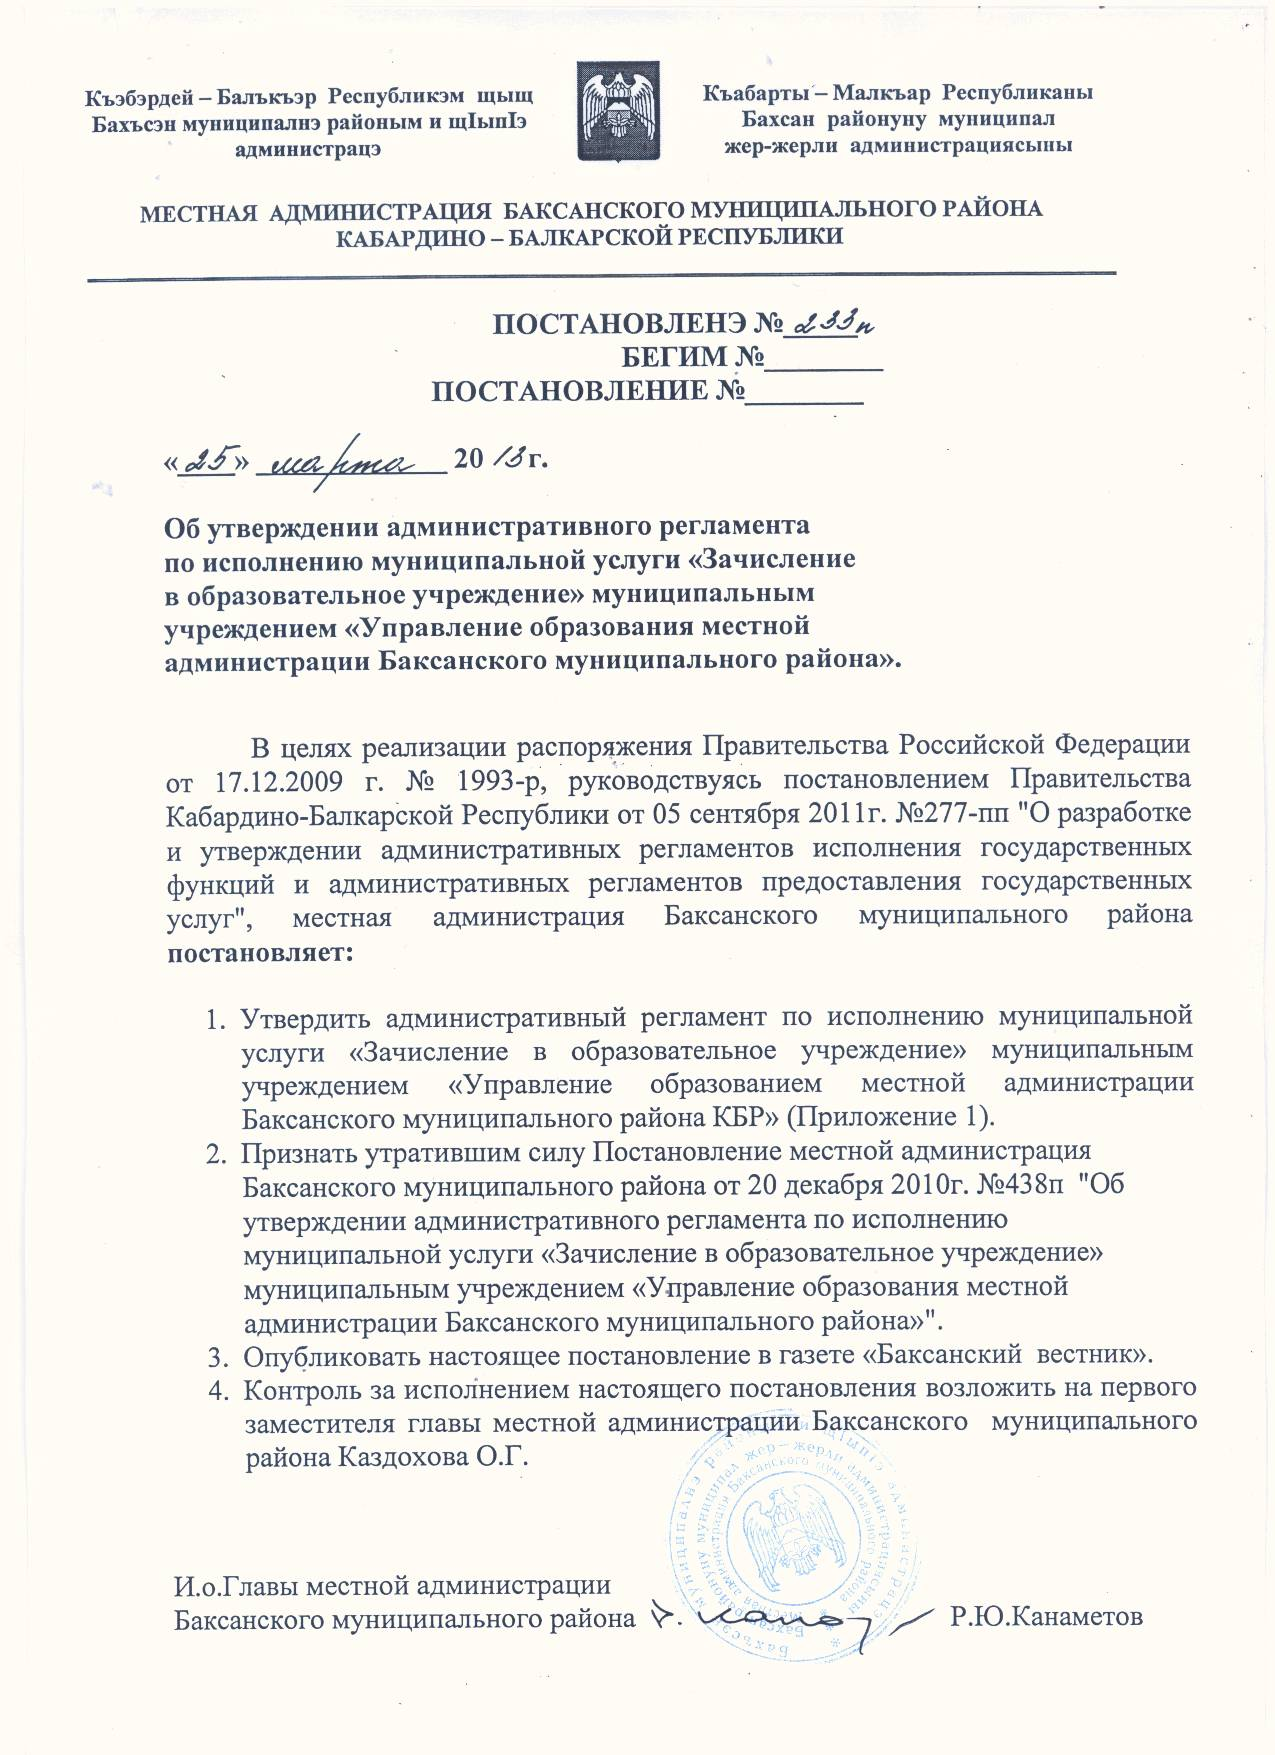 Къэбэрдей – Балъкъэр Республикэм щыщ
Бахъсэн муниципалнэ районым и щIыпIэ
администрацэ
Къабарты – Малкъар Республиканы
Бахсан районуну муниципал
жер-жерли администрациясыны
МЕСТНАЯ АДМИНИСТРАЦИЯ БАКСАНСКОГО МУНИЦИПАЛЬНОГО РАЙОНА
КАБАРДИНО – БАЛКАРСКОЙ РЕСПУБЛИКИ
ПОСТАНОВЛЕНЭ № 233п
БЕГИМ №________
ПОСТАНОВЛЕНИЕ №________
«25» марта 2013г.
Об утверждении административного регламента
по исполнению муниципальной услуги «Зачисление
в образовательное учреждение» муниципальным
учреждением «Управление образования местной
администрации Баксанского муниципального района».
В целях реализации распоряжения Правительства Российской Федерации
от 17.12.2009 г. № 1993-р, руководствуясь постановлением Правительства
Кабардино-Балкарской Республики от 05 сентября 2011г. №277-пп "О разработке
и утверждении административных регламентов исполнения государственных
функций и административных регламентов предоставления государственных
услуг", местная администрация Баксанского муниципального района
постановляет:
1. Утвердить административный регламент по исполнению муниципальной
услуги «Зачисление в образовательное учреждение» муниципальным
учреждением «Управление образованием местной администрации
Баксанского муниципального района КБР» (Приложение 1).
2. Признать утратившим силу Постановление местной администрация
Баксанского муниципального района от 20 декабря 2010г. №438п "Об
утверждении административного регламента по исполнению
муниципальной услуги «Зачисление в образовательное учреждение»
муниципальным учреждением «Управление образования местной
администрации Баксанского муниципального района»".
3. Опубликовать настоящее постановление в газете «Баксанский вестник».
4. Контроль за исполнением настоящего постановления возложить на первого
заместителя главы местной администрации Баксанского муниципального
района Каздохова О.Г.
И.о.Главы местной администрации
Баксанского муниципального района Р.Ю.Канаметов